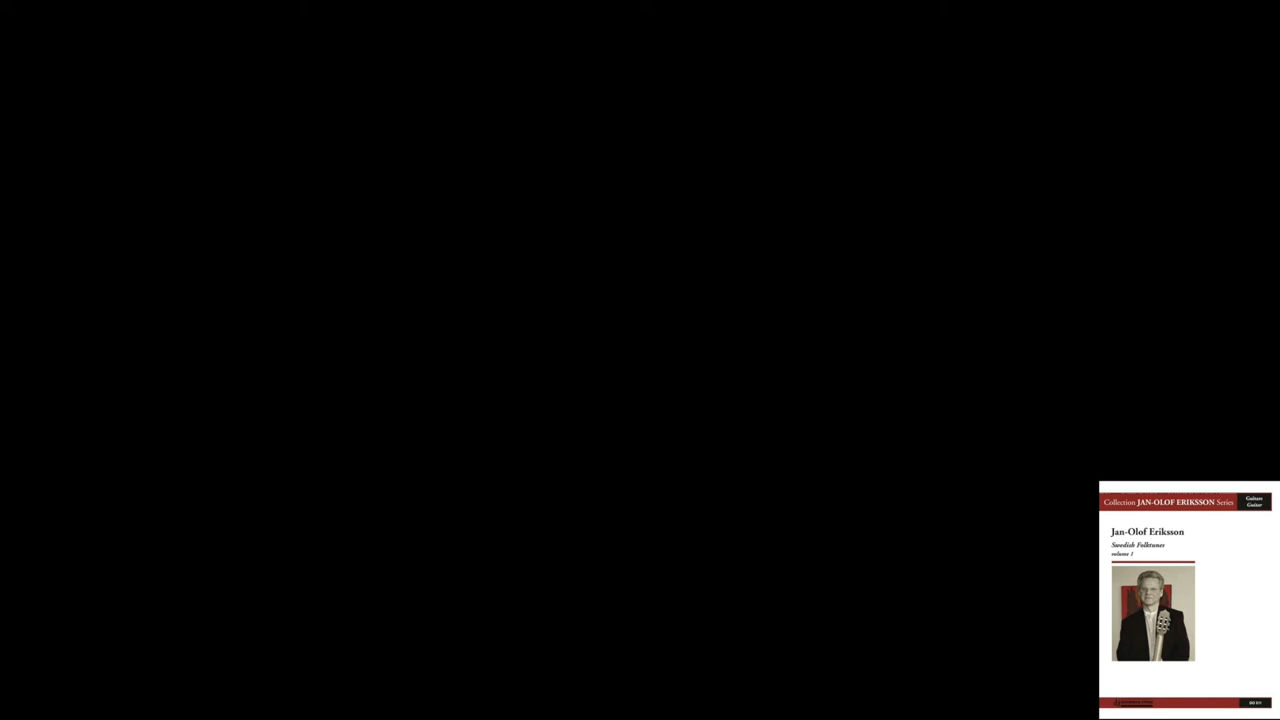 Collection JAN-OLOF ERIKSSON Series
Guitare
Guitar
Jan-Olof Eriksson
Swedish Folktunes
volume 1